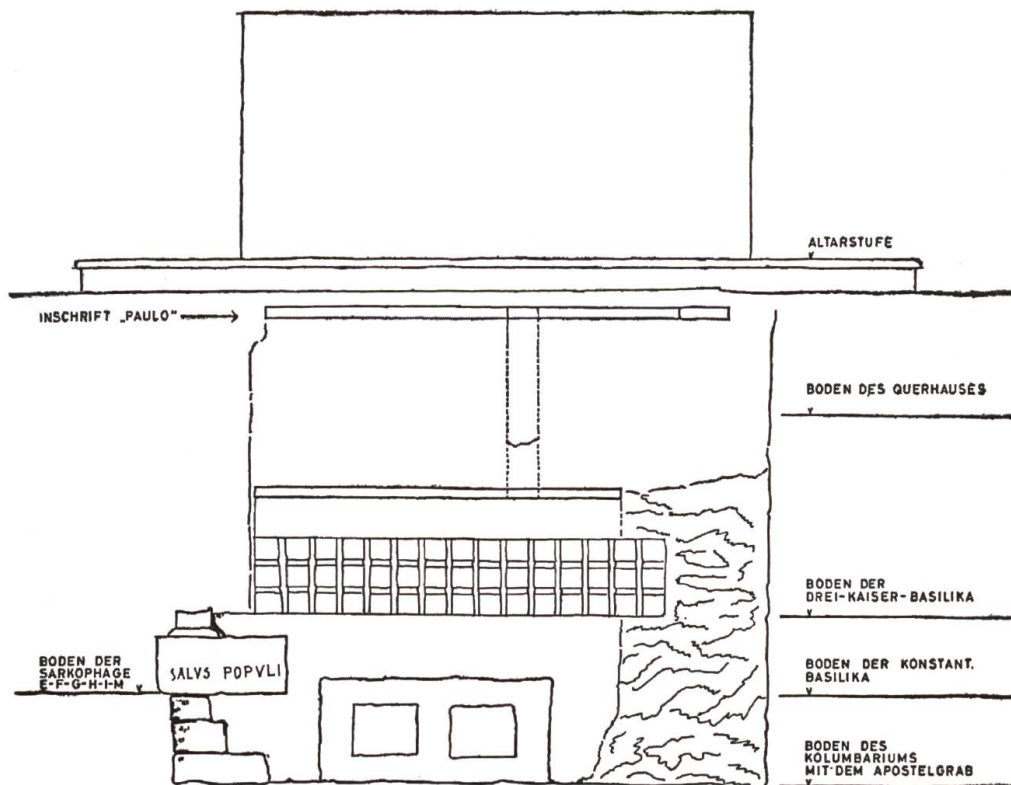 ALTARSTUFE
INSCHRIFT „PAULO"
BODEN DES QUERHAUSES
BODEN DER
DREI-KAISER-BASILIKA
BODEN DER
SARKOPHAGE
E-F-G-H-I-M
SALVS POPVLI
BODEN DER KONSTANT.
BASILIKA
BODEN DES
KOLUMBARIUMS
MIT DEM APOSTELGRAB